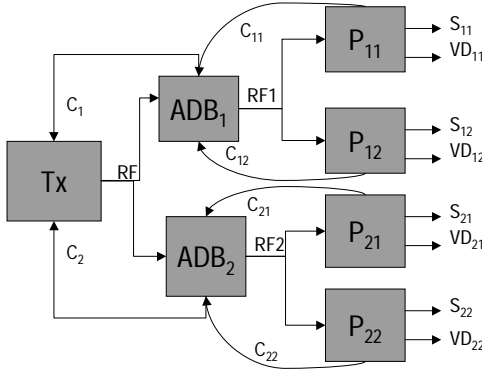 C11
P11
S11
VD11
C1
ADB1
RF1
P12
S12
VD12
C12
Tx
RF
C2
ADB2
C21
RF2
P21
S21
VD21
C22
P22
S22
VD22